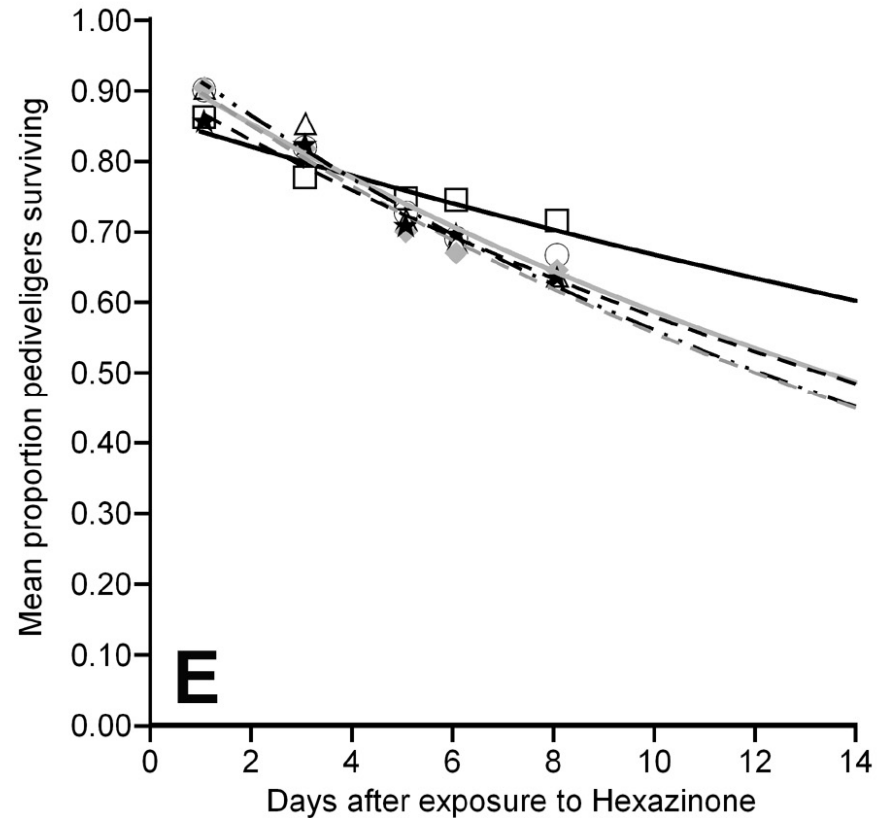 Mean proportion pediveligers surviving
1.00
0.90
0.80
0.70
0.60
0.50
0.40
0.30
0.20
0.10
0.00
E
0 2 4 6 8 10 12 14
Days after exposure to Hexazinone